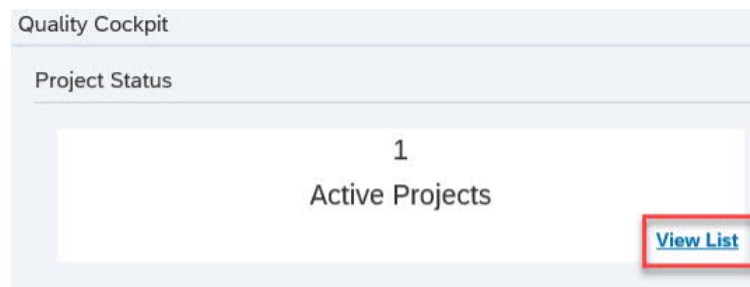 Quality Cockpit
Project Status
1
Active Projects
View List